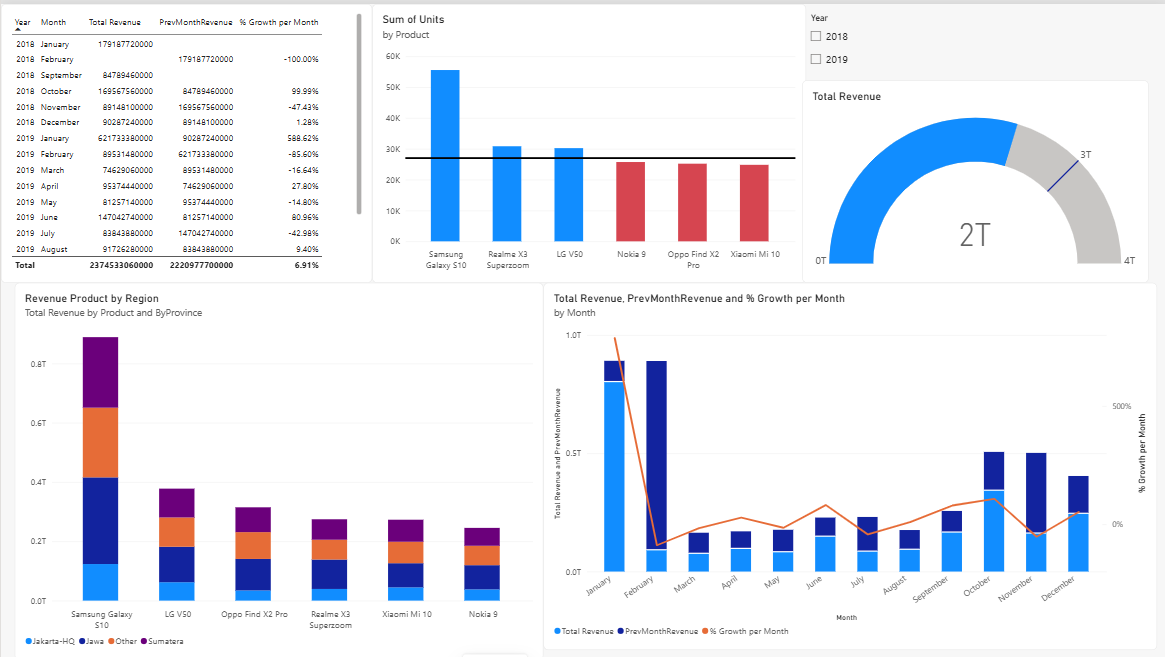 Year Month Total Revenue PrevMonthRevenue % Growth per Month
2018 January 179187720000
2018 February 179187720000 -100.00%
2018 September 84789460000
2018 October 169567560000 84789460000 99.99%
2018 November 89148100000 169567560000 -47.43%
2018 December 90287240000 89148100000 1.28%
2019 January 621733380000 90287240000 588.62%
2019 February 89531480000 621733380000 -85.60%
2019 March 74629060000 89531480000 -16.64%
2019 April 95374440000 74629060000 27.80%
2019 May 81257140000 95374440000 -14.80%
2019 June 147042740000 81257140000 80.96%
2019 July 83843880000 147042740000 -42.98%
2019 August 91726280000 83843880000 9.40%
Total 2374533060000 2220977700000 6.91%
Sum of Units
by Product
60K
50K
40K
30K
20K
10K
0K
Samsung Galaxy S10
Realme X3 Superzoom
LG V50
Nokia 9
Oppo Find X2 Pro
Xiaomi Mi 10
Year
2018
2019
Total Revenue
3T
2T
0T
4T
Revenue Product by Region
Total Revenue by Product and ByProvince
0.8T
0.6T
0.4T
0.2T
0.0T
Samsung Galaxy S10
LG V50
Oppo Find X2 Pro
Realme X3 Superzoom
Xiaomi Mi 10
Nokia 9
Jakarta-HQ Jawa Other Sumatera
Total Revenue, PrevMonthRevenue and % Growth per Month
by Month
Total Revenue and PrevMonthRevenue
1.0T
0.5T
0.0T
500%
0%
% Growth per Month
January
February
March
April
May
June
July
August
September
October
November
December
Month
Total Revenue PrevMonthRevenue % Growth per Month